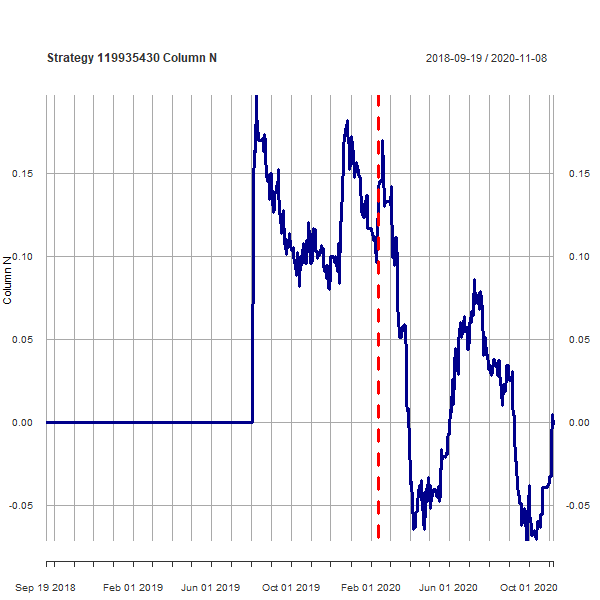 Strategy 119935430 Column N
2018-09-19 / 2020-11-08
Column N
0.15
0.10
0.05
0.00
-0.05
0.15
0.10
0.05
0.00
-0.05
Sep 19 2018
Feb 01 2019
Jun 01 2019
Oct 01 2019
Feb 01 2020
Jun 01 2020
Oct 01 2020